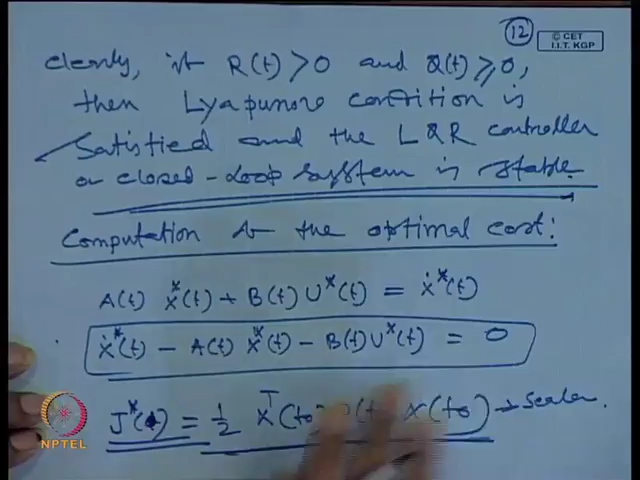 12
© CET
I.I.T. KGP
clearly, if R(t) > 0 and Q(t) ≥ 0,
then Lyapunov condition is
satisfied and the LQR controller
or closed-loop system is stable.
Computation of the optimal cost:
A(t) x*(t) + B(t) U*(t) = ẋ*(t)
ẋ*(t) - A(t) x*(t) - B(t) U*(t) = 0
J*(t) = 1/2 x^T(t0) P(t x(t0) → Scalar.
NPTEL